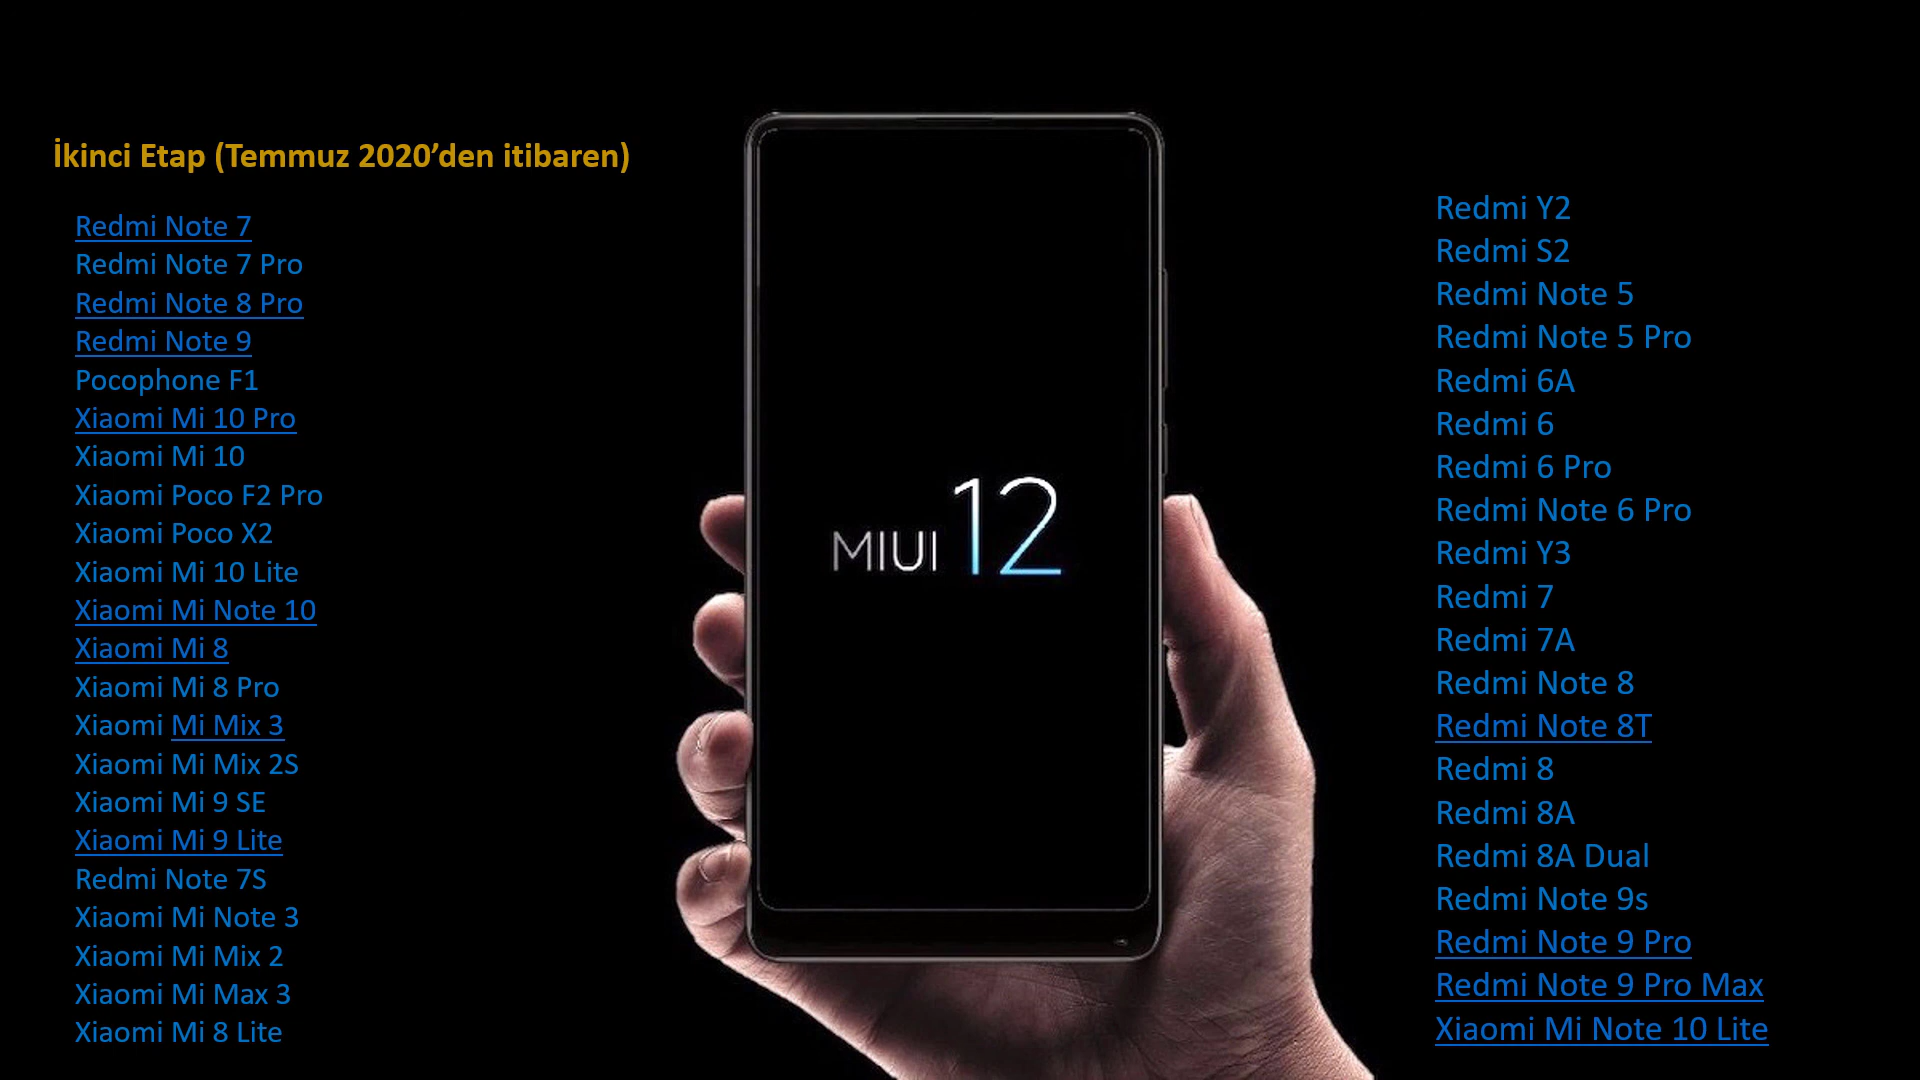 İkinci Etap (Temmuz 2020’den itibaren)
Redmi Note 7
Redmi Note 7 Pro
Redmi Note 8 Pro
Redmi Note 9
Pocophone F1
Xiaomi Mi 10 Pro
Xiaomi Mi 10
Xiaomi Poco F2 Pro
Xiaomi Poco X2
Xiaomi Mi 10 Lite
Xiaomi Mi Note 10
Xiaomi Mi 8
Xiaomi Mi 8 Pro
Xiaomi Mi Mix 3
Xiaomi Mi Mix 2S
Xiaomi Mi 9 SE
Xiaomi Mi 9 Lite
Redmi Note 7S
Xiaomi Mi Note 3
Xiaomi Mi Mix 2
Xiaomi Mi Max 3
Xiaomi Mi 8 Lite
MIUI 12
Redmi Y2
Redmi S2
Redmi Note 5
Redmi Note 5 Pro
Redmi 6A
Redmi 6
Redmi 6 Pro
Redmi Note 6 Pro
Redmi Y3
Redmi 7
Redmi 7A
Redmi Note 8
Redmi Note 8T
Redmi 8
Redmi 8A
Redmi 8A Dual
Redmi Note 9s
Redmi Note 9 Pro
Redmi Note 9 Pro Max
Xiaomi Mi Note 10 Lite